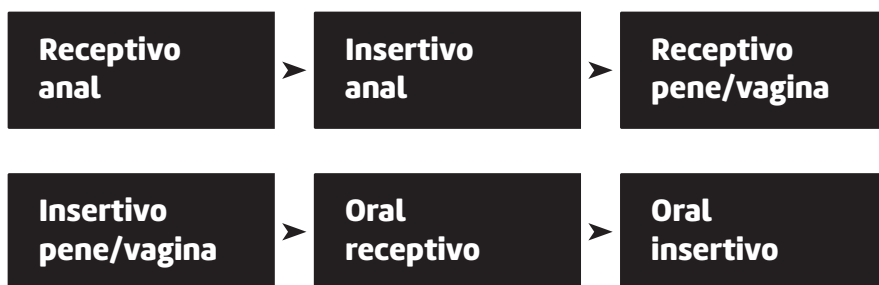 Receptivo
anal
Insertivo
anal
Receptivo
pene/vagina
Insertivo
pene/vagina
Oral
receptivo
Oral
insertivo